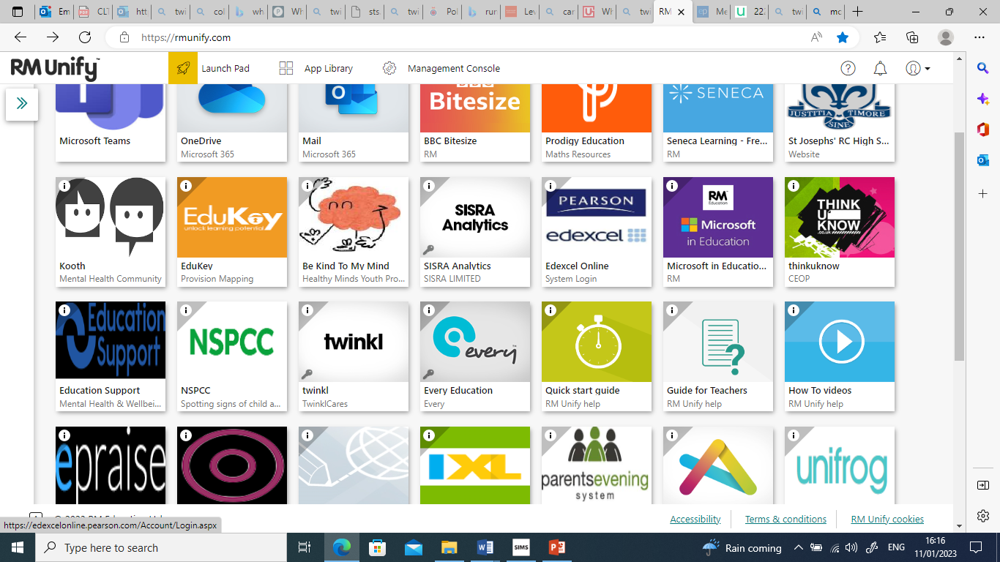 Em
CLT
htt
twi
col
wh
Wh
twi
sts.
twi
Pol
rur
Lev
car
Wh
twi
RM
Me
22
twi
mc
https://rmunify.com
RM Unify™
Launch Pad
App Library
Management Console
BBC
Bitesize
SENECA
JUSTITIA TIMORE
SINE
Microsoft Teams
OneDrive
Microsoft 365
Mail
Microsoft 365
BBC Bitesize
RM
Prodigy Education
Maths Resources
Seneca Learning - Fre...
RM
St Josephs' RC High S...
Website
EduKey
unlock learning potential
SISRA
Analytics
PEARSON
edexcel
RM
Education
Microsoft
in Education
THINK
U
KNOW
.CO.UK
Kooth
Mental Health Community
EduKey
Provision Mapping
Be Kind To My Mind
Healthy Minds Youth Pro...
SISRA Analytics
SISRA LIMITED
Edexcel Online
System Login
Microsoft in Educatio...
RM
thinkuknow
CEOP
Education
Support
NSPCC
twinkl
every™
Education Support
Mental Health & Wellbei...
NSPCC
Spotting signs of child a...
twinkl
TwinklCares
Every Education
Every
Quick start guide
RM Unify help
Guide for Teachers
RM Unify help
How To videos
RM Unify help
epraise
IXL
parentsevening
system
unifrog
Accessibility
Terms & conditions
RM Unify cookies
https://edexcelonline.pearson.com/Account/Login.aspx
Type here to search
SIMS
Rain coming
ENG
16:16
11/01/2023